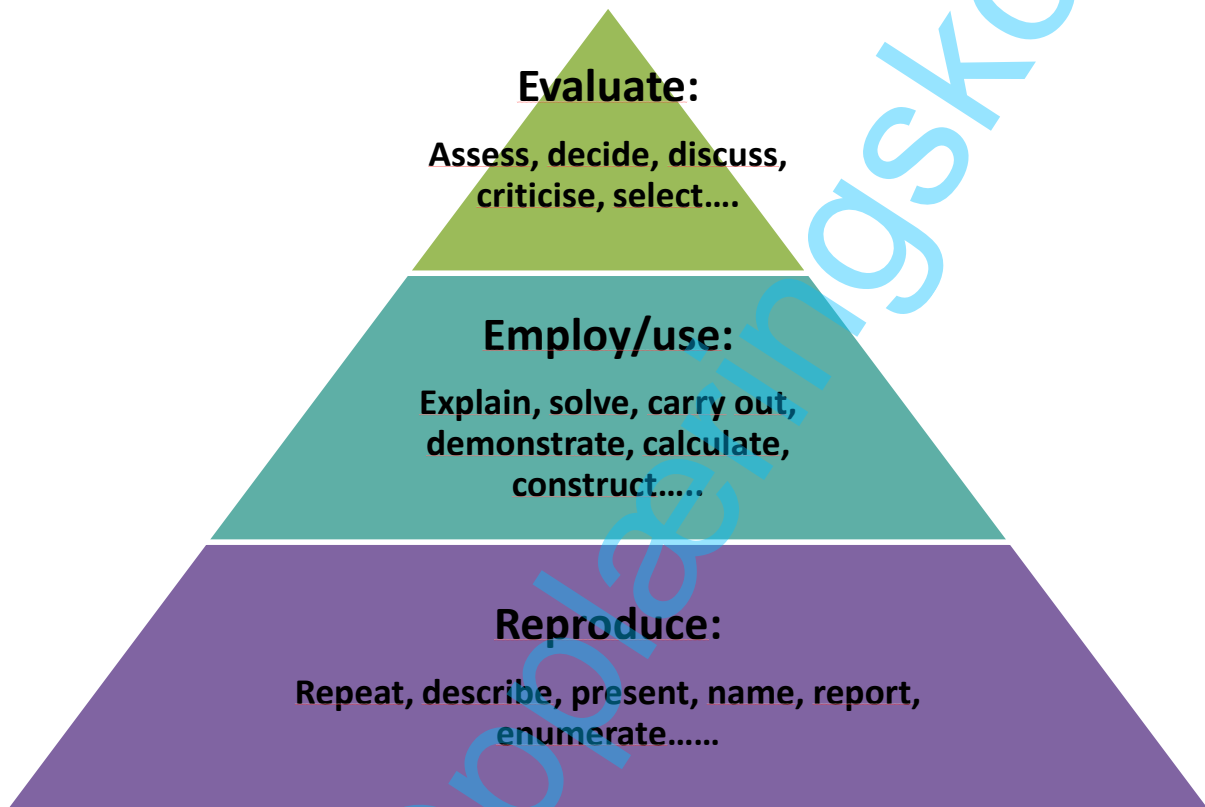 Evaluate:
Assess, decide, discuss,
criticise, select....
Employ/use:
Explain, solve, carry out,
demonstrate, calculate,
construct.....
Reproduce:
Repeat, describe, present, name, report,
enumerate......